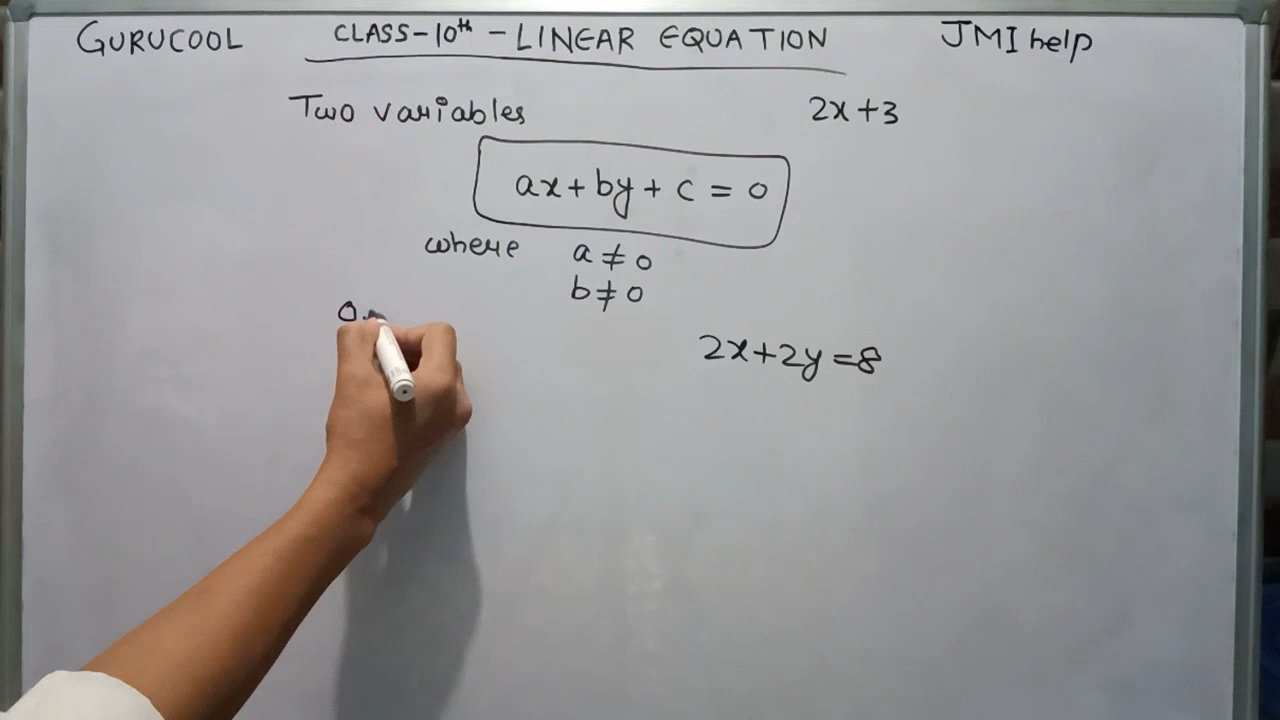 GURUCOOL
CLASS-10th - LINEAR EQUATION
JMI help
Two variables
2x+3
ax+by+c=0
where a≠0
b≠0
2x+2y=8